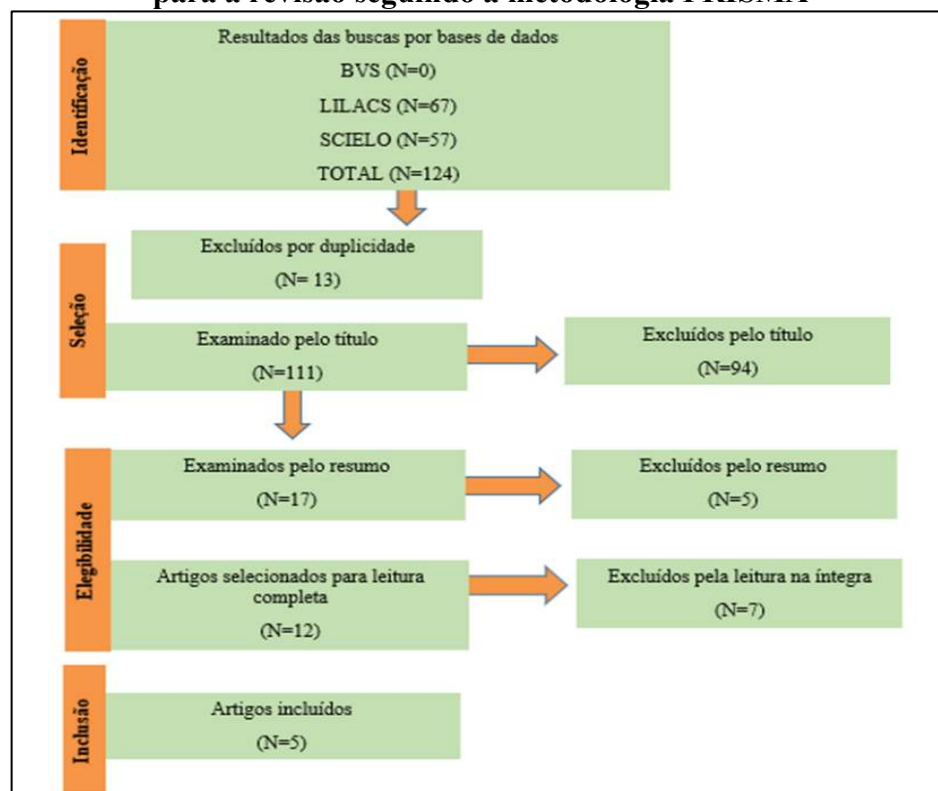 para a revisão seguindo a metodologia PRISMA
Identificação
Resultados das buscas por bases de dados
BVS (N=0)
LILACS (N=67)
SCIELO (N=57)
TOTAL (N=124)
Seleção
Excluídos por duplicidade
(N= 13)
Examinado pelo título
(N=111)
Excluídos pelo título
(N=94)
Elegibilidade
Examinados pelo resumo
(N=17)
Excluídos pelo resumo
(N=5)
Artigos selecionados para leitura
completa
(N=12)
Excluídos pela leitura na íntegra
(N=7)
Inclusão
Artigos incluídos
(N=5)